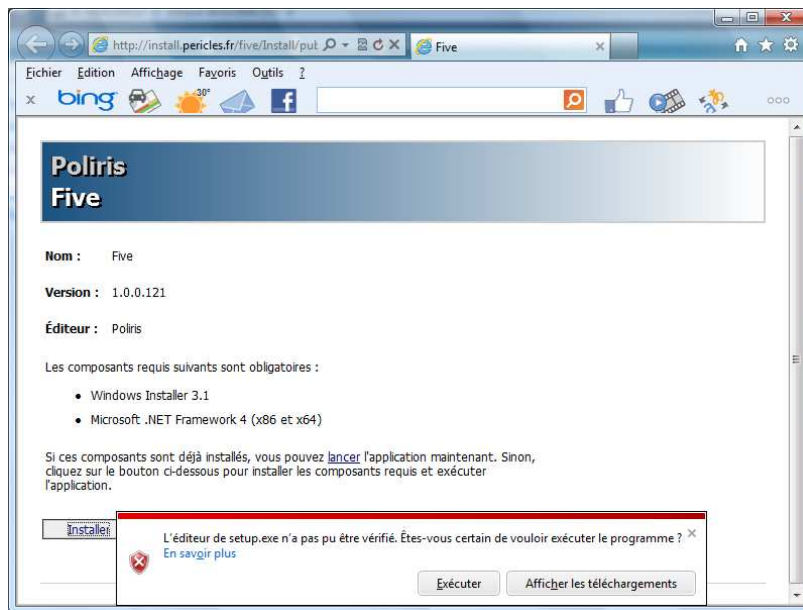 http://install.pericles.fr/five/Install/pub
Five
Fichier Edition Affichage Favoris Outils ?
x bing 30°
Poliris
Five
Nom : Five
Version : 1.0.0.121
Éditeur : Poliris
Les composants requis suivants sont obligatoires :
• Windows Installer 3.1
• Microsoft .NET Framework 4 (x86 et x64)
Si ces composants sont déjà installés, vous pouvez lancer l'application maintenant. Sinon,
cliquez sur le bouton ci-dessous pour installer les composants requis et exécuter
l'application.
Installer
L'éditeur de setup.exe n'a pas pu être vérifié. Êtes-vous certain de vouloir exécuter le programme ?
En savoir plus
Exécuter Afficher les téléchargements